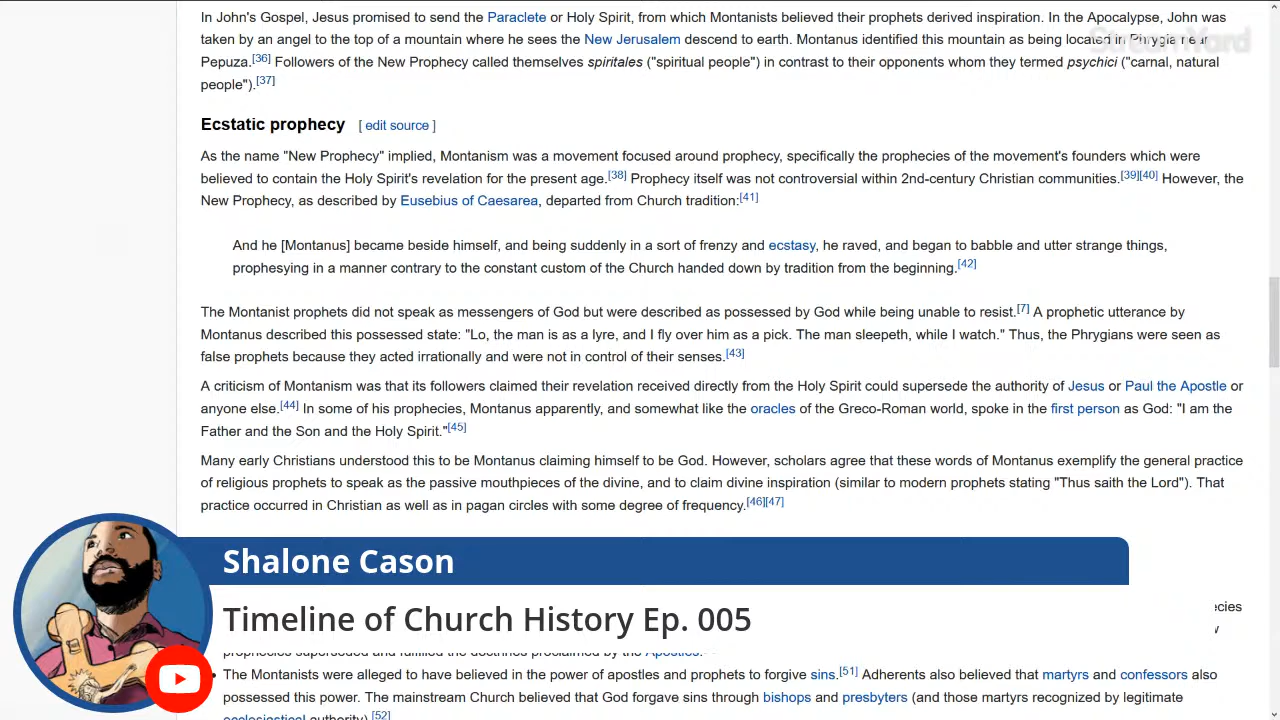 In John's Gospel, Jesus promised to send the Paraclete or Holy Spirit, from which Montanists believed their prophets derived inspiration. In the Apocalypse, John was
taken by an angel to the top of a mountain where he sees the New Jerusalem descend to earth. Montanus identified this mountain as being located in Phrygia near
StreamYard
Pepuza.[36] Followers of the New Prophecy called themselves spiritales ("spiritual people") in contrast to their opponents whom they termed psychici ("carnal, natural
people").[37]
Ecstatic prophecy [ edit source ]
As the name "New Prophecy" implied, Montanism was a movement focused around prophecy, specifically the prophecies of the movement's founders which were
believed to contain the Holy Spirit's revelation for the present age.[38] Prophecy itself was not controversial within 2nd-century Christian communities.[39][40] However, the
New Prophecy, as described by Eusebius of Caesarea, departed from Church tradition:[41]
And he [Montanus] became beside himself, and being suddenly in a sort of frenzy and ecstasy, he raved, and began to babble and utter strange things,
prophesying in a manner contrary to the constant custom of the Church handed down by tradition from the beginning.[42]
The Montanist prophets did not speak as messengers of God but were described as possessed by God while being unable to resist.[7] A prophetic utterance by
Montanus described this possessed state: "Lo, the man is as a lyre, and I fly over him as a pick. The man sleepeth, while I watch." Thus, the Phrygians were seen as
false prophets because they acted irrationally and were not in control of their senses.[43]
A criticism of Montanism was that its followers claimed their revelation received directly from the Holy Spirit could supersede the authority of Jesus or Paul the Apostle or
anyone else.[44] In some of his prophecies, Montanus apparently, and somewhat like the oracles of the Greco-Roman world, spoke in the first person as God: "I am the
Father and the Son and the Holy Spirit."[45]
Many early Christians understood this to be Montanus claiming himself to be God. However, scholars agree that these words of Montanus exemplify the general practice
of religious prophets to speak as the passive mouthpieces of the divine, and to claim divine inspiration (similar to modern prophets stating "Thus saith the Lord"). That
practice occurred in Christian as well as in pagan circles with some degree of frequency.[46][47]
Shalone Cason
Timeline of Church History Ep. 005
prophecies superseded and fulfilled the doctrines proclaimed by the Apostles.
The Montanists were alleged to have believed in the power of apostles and prophets to forgive sins.[51] Adherents also believed that martyrs and confessors also
possessed this power. The mainstream Church believed that God forgave sins through bishops and presbyters (and those martyrs recognized by legitimate
ecclesiastical authority).[52]